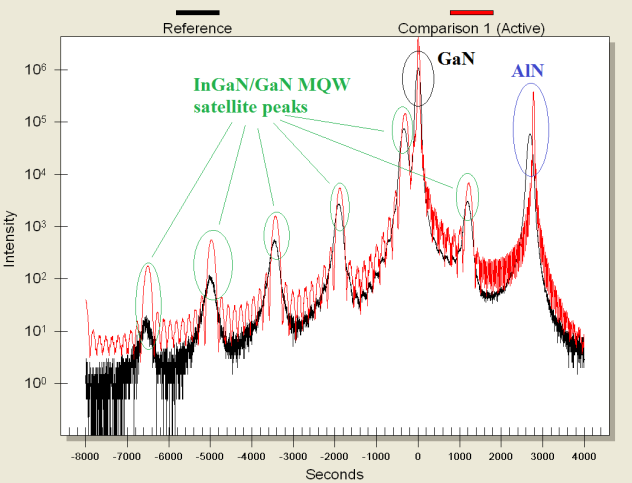 Reference
Comparison 1 (Active)
GaN
AlN
InGaN/GaN MQW
satellite peaks
Intensity
10⁶
10⁵
10⁴
10³
10²
10¹
10⁰
-8000 -7000 -6000 -5000 -4000 -3000 -2000 -1000 0 1000 2000 3000 4000
Seconds